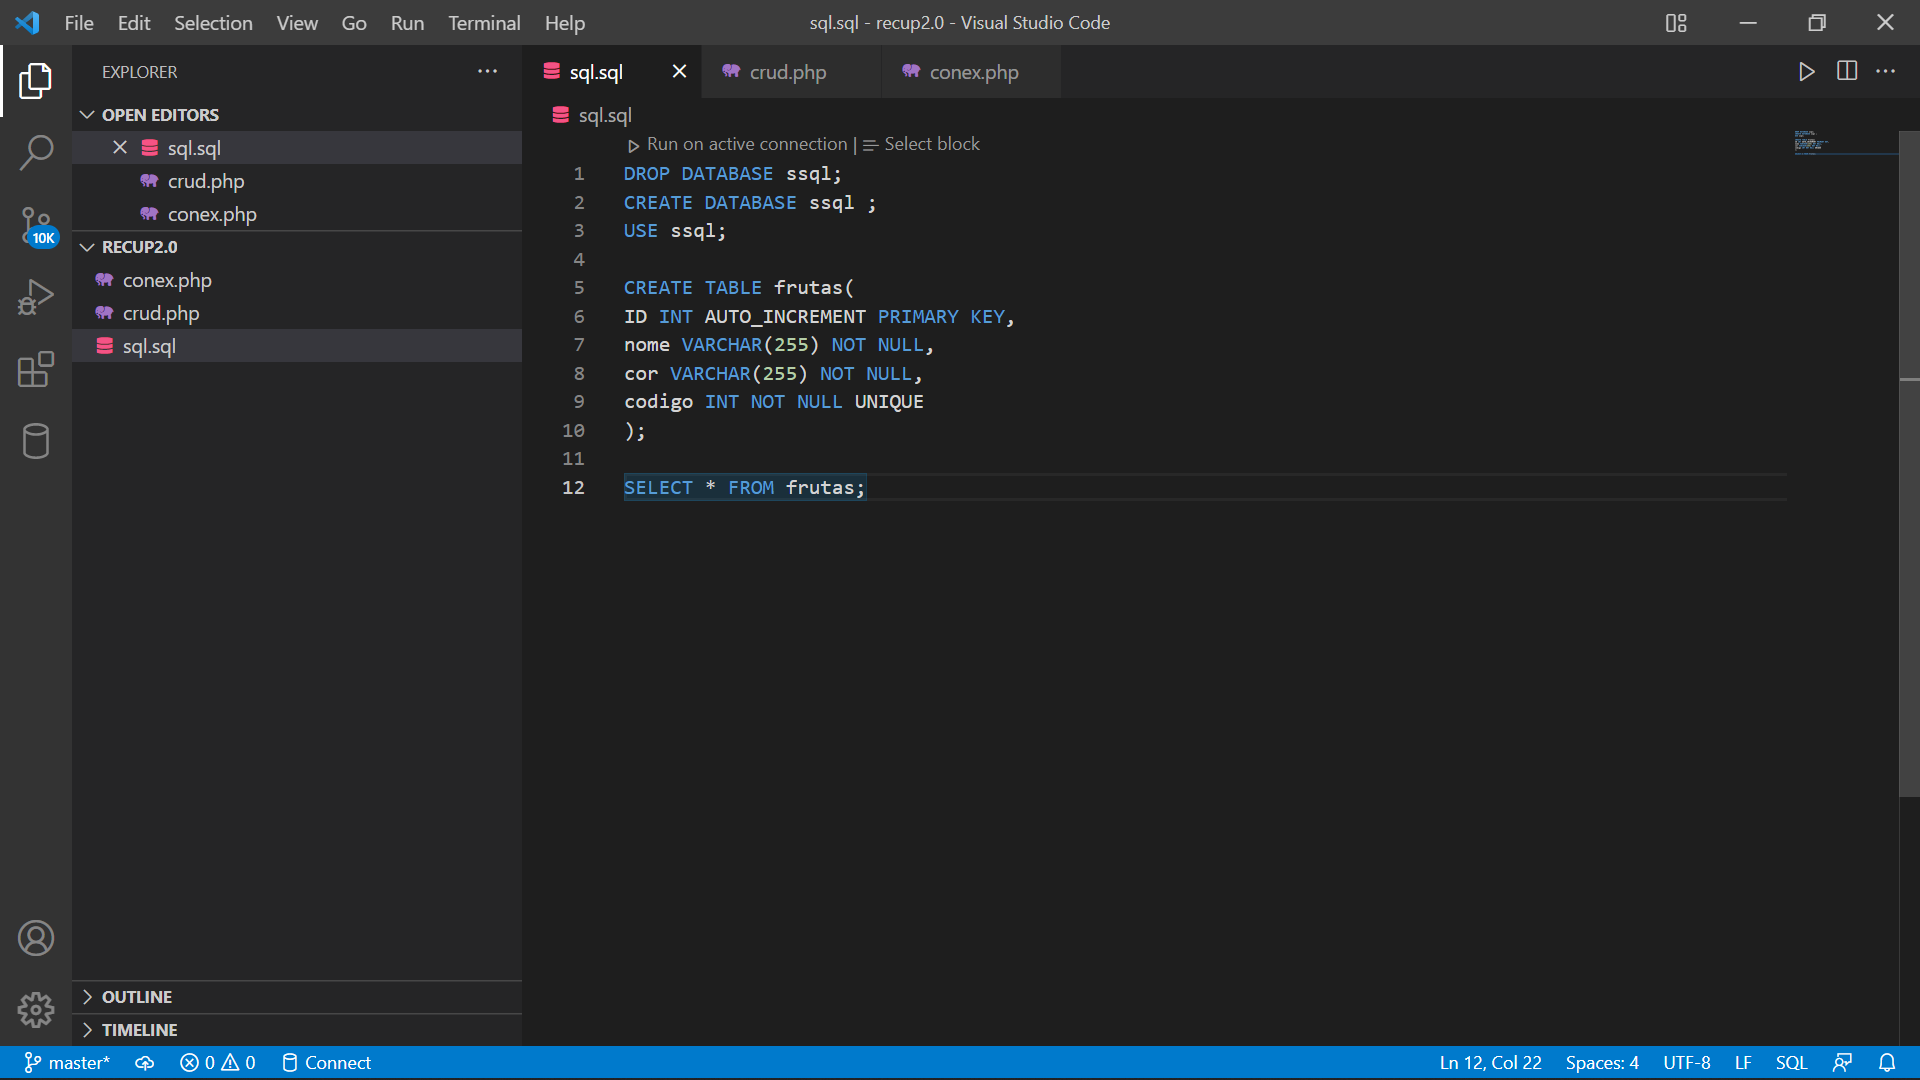 File Edit Selection View Go Run Terminal Help
sql.sql - recup2.0 - Visual Studio Code
EXPLORER
OPEN EDITORS
sql.sql
crud.php
conex.php
RECUP2.0
conex.php
crud.php
sql.sql
10K
OUTLINE
TIMELINE
sql.sql crud.php conex.php
sql.sql
Run on active connection | Select block
1 DROP DATABASE ssql;
2 CREATE DATABASE ssql ;
3 USE ssql;
4
5 CREATE TABLE frutas(
6 ID INT AUTO_INCREMENT PRIMARY KEY,
7 nome VARCHAR(255) NOT NULL,
8 cor VARCHAR(255) NOT NULL,
9 codigo INT NOT NULL UNIQUE
10 );
11
12 SELECT * FROM frutas;
master* 0 0 Connect Ln 12, Col 22 Spaces: 4 UTF-8 LF SQL